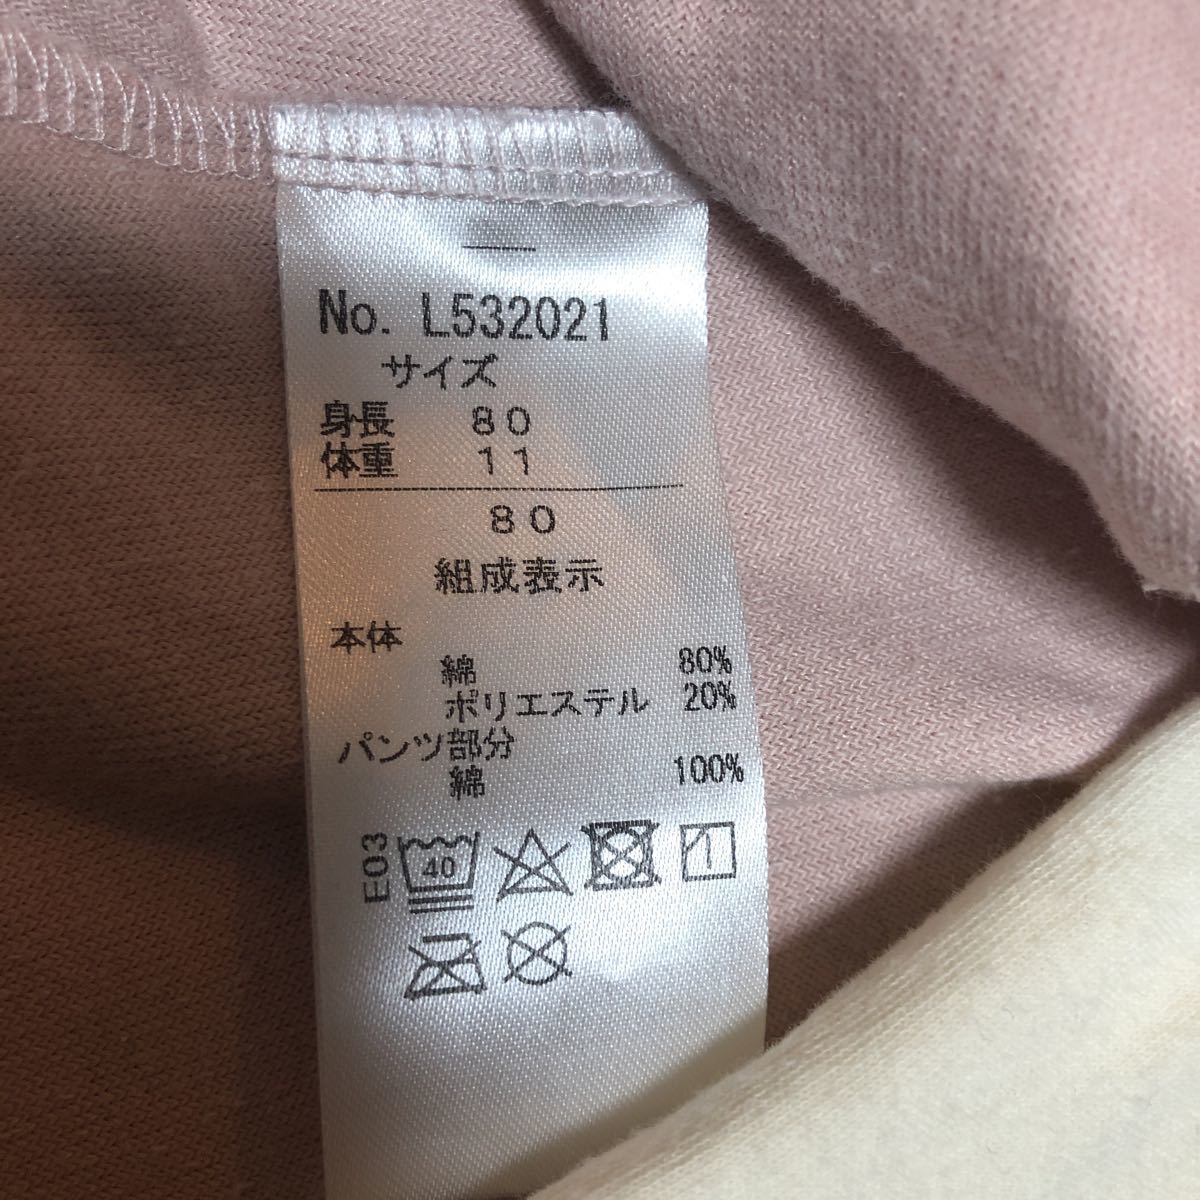 No. L532021
サイズ
身長 80
体重 11
80
組成表示
本体
綿 80%
ポリエステル 20%
パンツ部分
綿 100%
E03
40